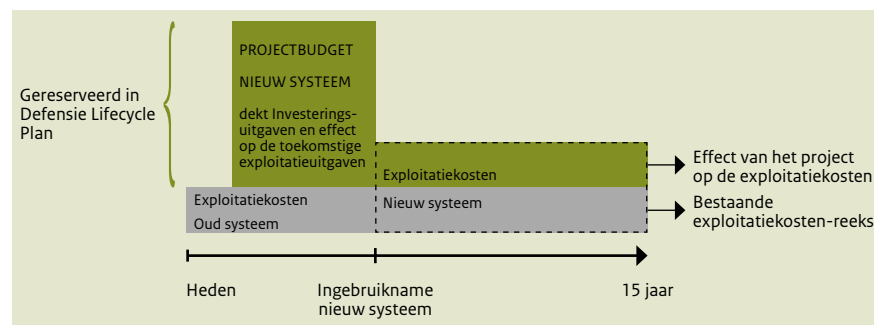 Gereserveerd in
Defensie Lifecycle
Plan
PROJECTBUDGET
NIEUW SYSTEEM
dekt Investerings-
uitgaven en effect
op de toekomstige
exploitatieuitgaven
Exploitatiekosten
Nieuw systeem
Exploitatiekosten
Oud systeem
Effect van het project
op de exploitatiekosten
Bestaande
exploitatiekosten-reeks
Heden
Ingebruikname
nieuw systeem
15 jaar